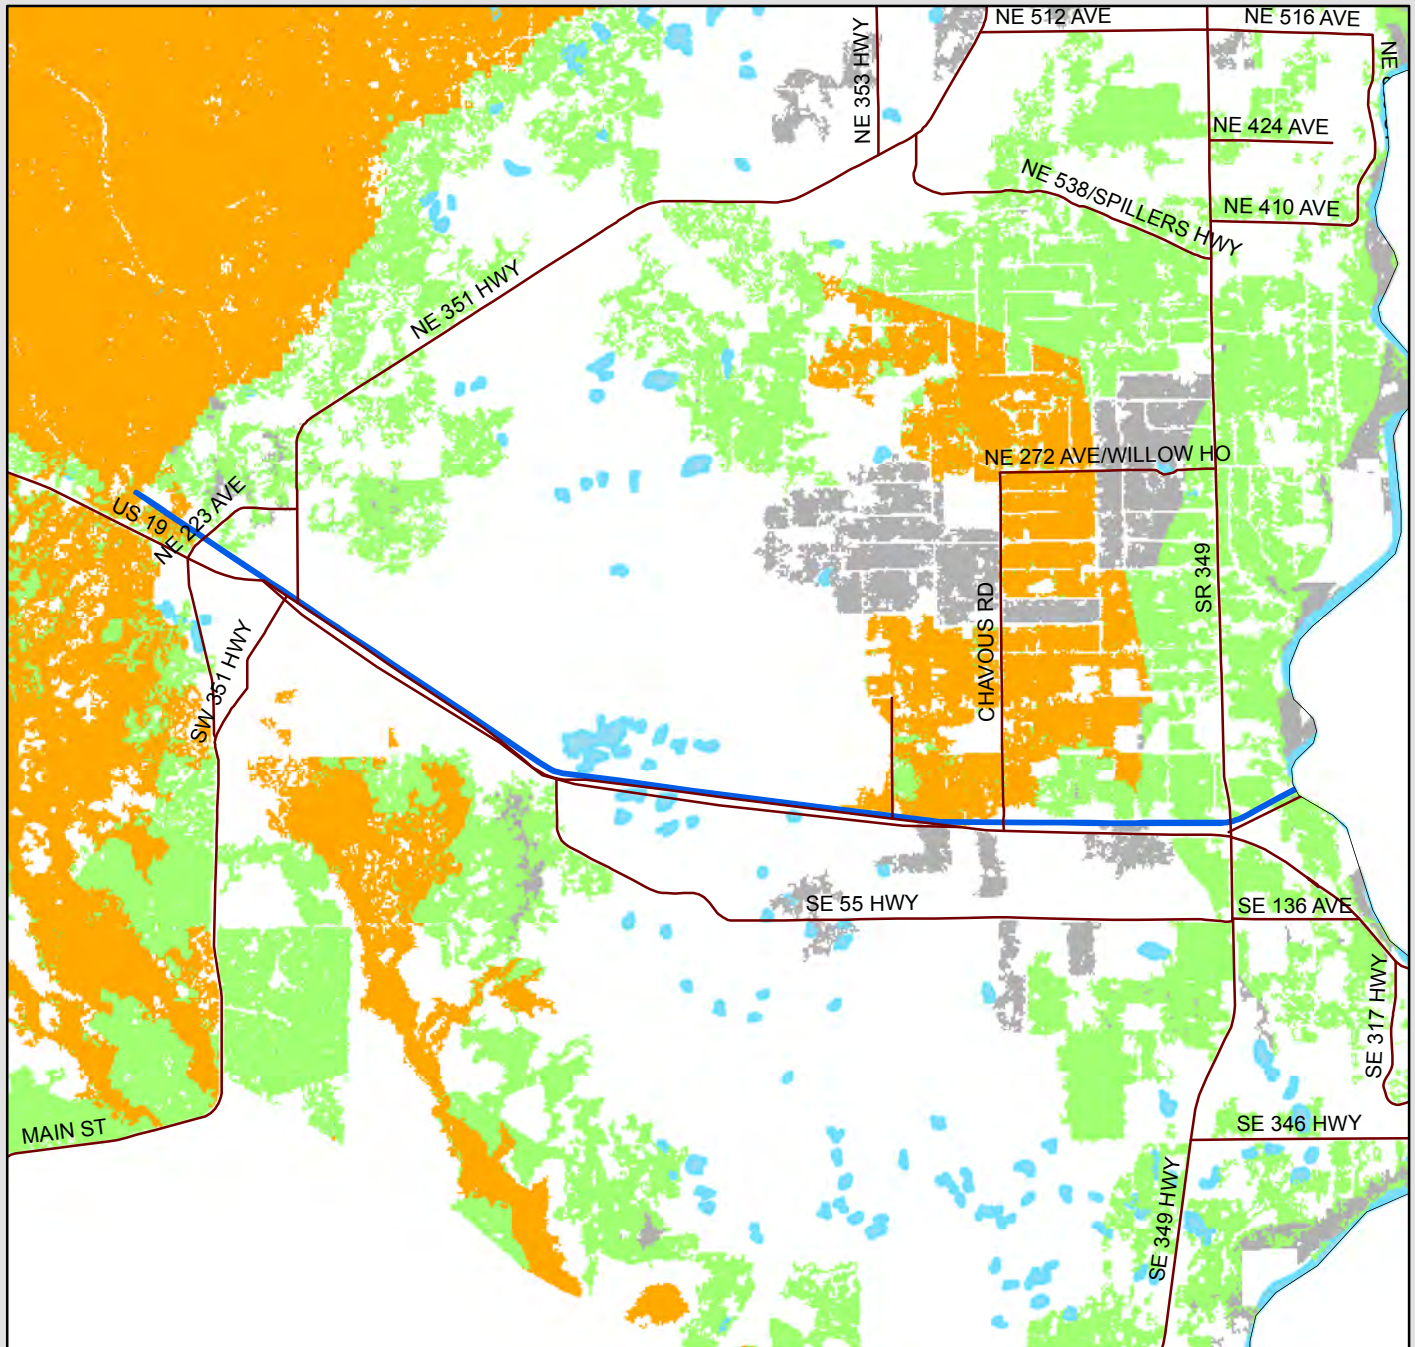 NE 512 AVE
NE 516 AVE
NE 353 HWY
NE
NE 424 AVE
NE 538/SPILLERS HWY
NE 410 AVE
NE 351 HWY
NE 272 AVE/WILLOW HO
US 19
NE 223 AVE
SR 349
CHAVOUS RD
SW 351 HWY
SE 55 HWY
SE 136 AVE
SE 317 HWY
MAIN ST
SE 346 HWY
SE 349 HWY